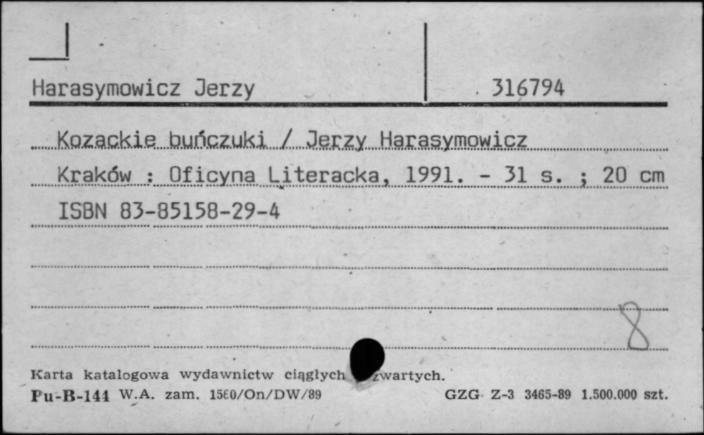 Harasymowicz Jerzy 316794
Kozackie buńczuki / Jerzy Harasymowicz
Kraków : Oficyna Literacka, 1991. - 31 s. ; 20 cm
ISBN 83-85158-29-4
8
Karta katalogowa wydawnictw ciągłych zwartych.
Pu-B-144 W.A. zam. 1560/On/DW/89 GZG Z-3 3465-89 1.500.000 szt.